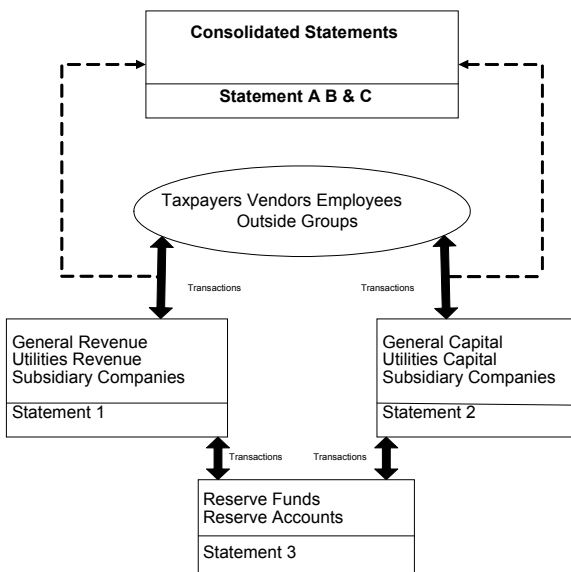 Consolidated Statements
Statement A B & C
Taxpayers Vendors Employees
Outside Groups
Transactions
Transactions
General Revenue
Utilities Revenue
Subsidiary Companies
Statement 1
General Capital
Utilities Capital
Subsidiary Companies
Statement 2
Transactions
Transactions
Reserve Funds
Reserve Accounts
Statement 3